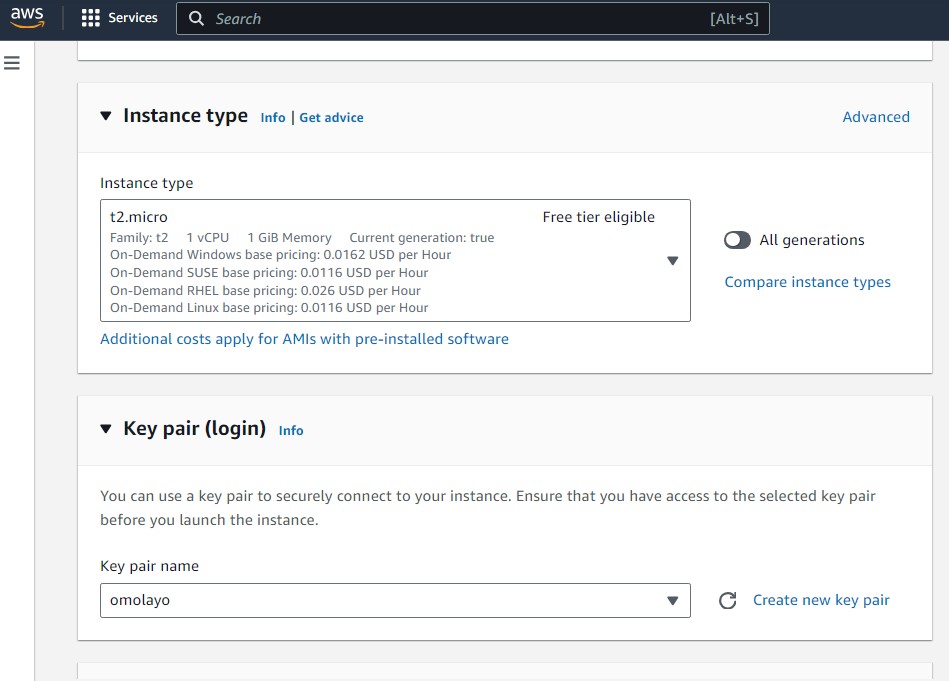 aws Services Search [Alt+S]
Instance type Info | Get advice Advanced
Instance type
t2.micro Free tier eligible
Family: t2 1 vCPU 1 GiB Memory Current generation: true
On-Demand Windows base pricing: 0.0162 USD per Hour
On-Demand SUSE base pricing: 0.0116 USD per Hour
On-Demand RHEL base pricing: 0.026 USD per Hour
On-Demand Linux base pricing: 0.0116 USD per Hour
All generations
Compare instance types
Additional costs apply for AMIs with pre-installed software
Key pair (login) Info
You can use a key pair to securely connect to your instance. Ensure that you have access to the selected key pair
before you launch the instance.
Key pair name
omolayo Create new key pair